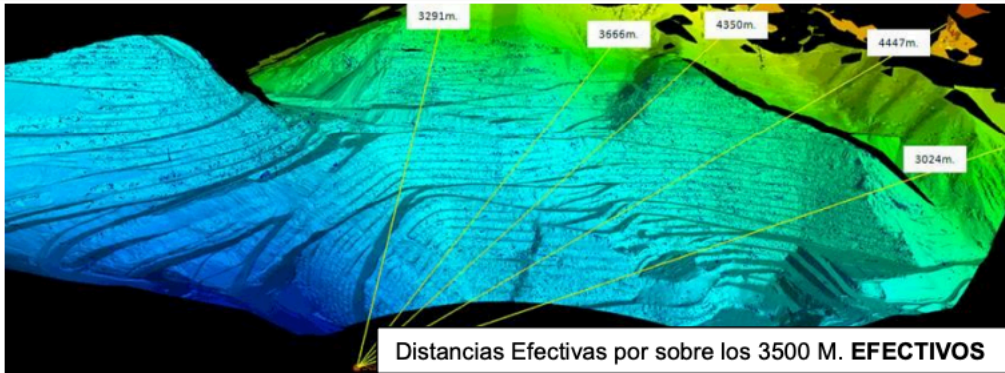 3291m.
3666m.
4350m.
4447m.
3024m.
Distancias Efectivas por sobre los 3500 M. EFECTIVOS